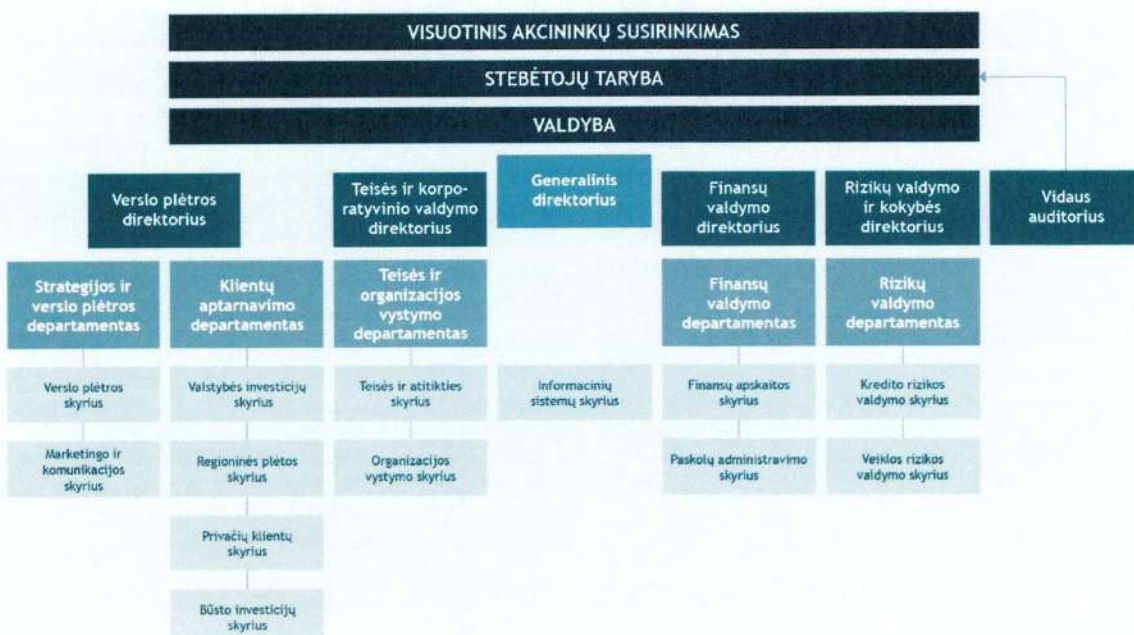 VISUOTINIS AKCININKŲ SUSIRINKIMAS
STEBĖTOJŲ TARYBA
VALDYBA
Verslo plėtros
direktorius
Teisės ir korpo-
ratyvinio valdymo
direktorius
Generalinis
direktorius
Finansų
valdymo
direktorius
Rizikų valdymo
ir kokybės
direktorius
Vidaus
auditorius
Strategijos ir
verslo plėtros
departamentas
Klientų
aptarnavimo
departamentas
Teisės ir
organizacijos
vystymo
departamentas
Finansų
valdymo
departamentas
Rizikų
valdymo
departamentas
Verslo plėtros
skyrius
Valstybės investicijų
skyrius
Teisės ir atitikties
skyrius
Informacinių
sistemų skyrius
Finansų apskaitos
skyrius
Kredito rizikos
valdymo skyrius
Marketingo ir
komunikacijos
skyrius
Regioninės plėtos
skyrius
Organizacijos
vystymo skyrius
Paskolų administravimo
skyrius
Veiklos rizikos
valdymo skyrius
Privačių klientų
skyrius
Būsto investicijų
skyrius